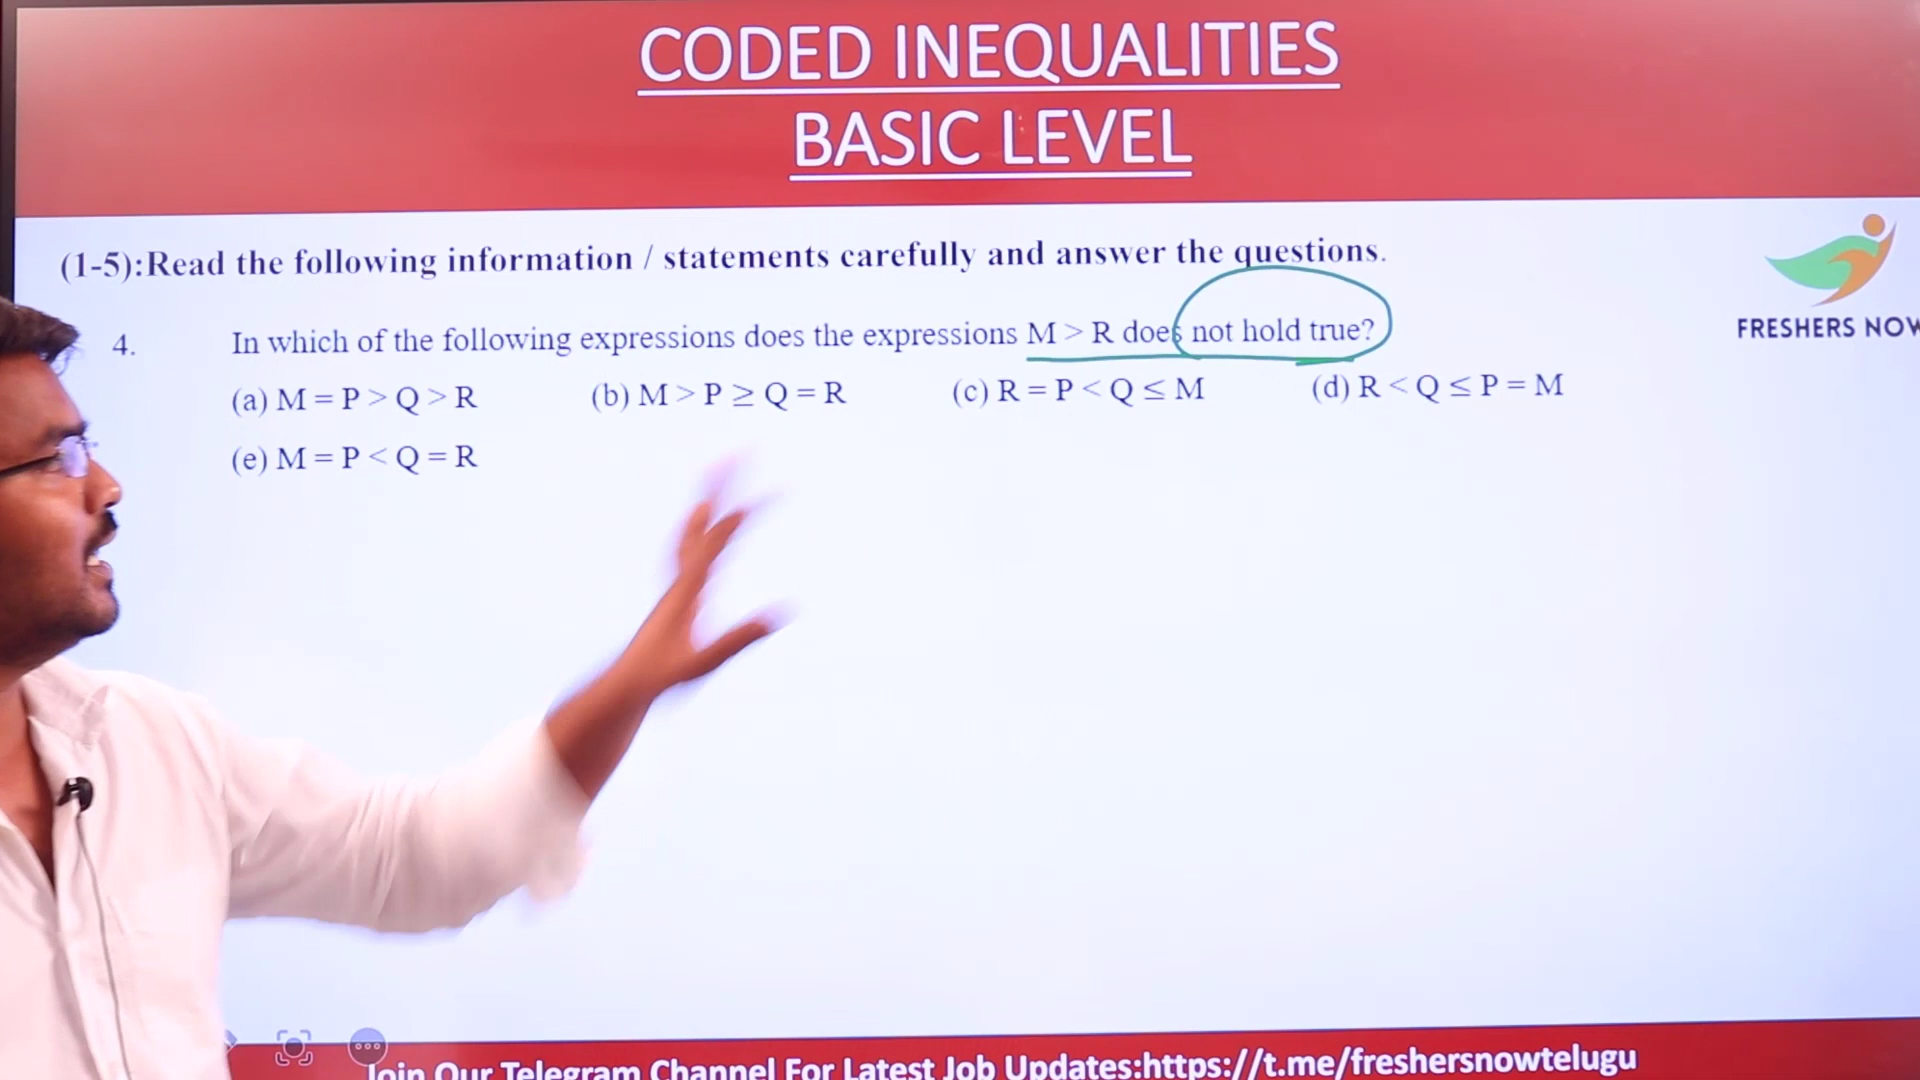 CODED INEQUALITIES
BASIC LEVEL
(1-5):Read the following information / statements carefully and answer the questions.
4. In which of the following expressions does the expressions M > R does not hold true?
(a) M = P > Q > R (b) M > P ≥ Q = R (c) R = P < Q ≤ M (d) R < Q ≤ P = M
(e) M = P < Q = R
FRESHERS NOW
Join Our Telegram Channel For Latest Job Updates:https://t.me/freshersnowtelugu